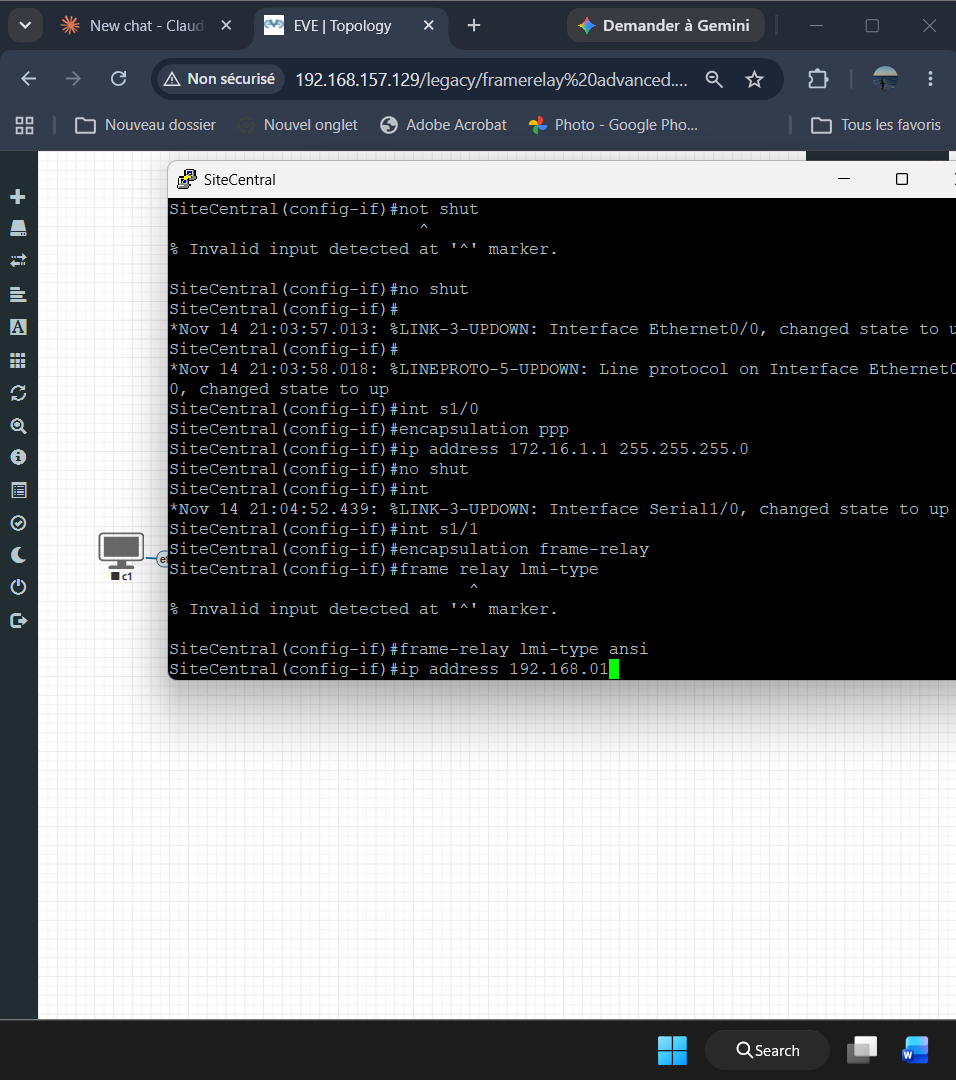 New chat - Claud
EVE | Topology
Demander à Gemini
Non sécurisé
192.168.157.129/legacy/framerelay%20advanced....
Nouveau dossier
Nouvel onglet
Adobe Acrobat
Photo - Google Pho...
Tous les favoris
SiteCentral
SiteCentral(config-if)#not shut
^
% Invalid input detected at '^' marker.
SiteCentral(config-if)#no shut
SiteCentral(config-if)#
*Nov 14 21:03:57.013: %LINK-3-UPDOWN: Interface Ethernet0/0, changed state to u
SiteCentral(config-if)#
*Nov 14 21:03:58.018: %LINEPROTO-5-UPDOWN: Line protocol on Interface Ethernet0
0, changed state to up
SiteCentral(config-if)#int s1/0
SiteCentral(config-if)#encapsulation ppp
SiteCentral(config-if)#ip address 172.16.1.1 255.255.255.0
SiteCentral(config-if)#no shut
SiteCentral(config-if)#int
*Nov 14 21:04:52.439: %LINK-3-UPDOWN: Interface Serial1/0, changed state to up
SiteCentral(config-if)#int s1/1
SiteCentral(config-if)#encapsulation frame-relay
SiteCentral(config-if)#frame relay lmi-type
^
% Invalid input detected at '^' marker.
SiteCentral(config-if)#frame-relay lmi-type ansi
SiteCentral(config-if)#ip address 192.168.01
c1
Search